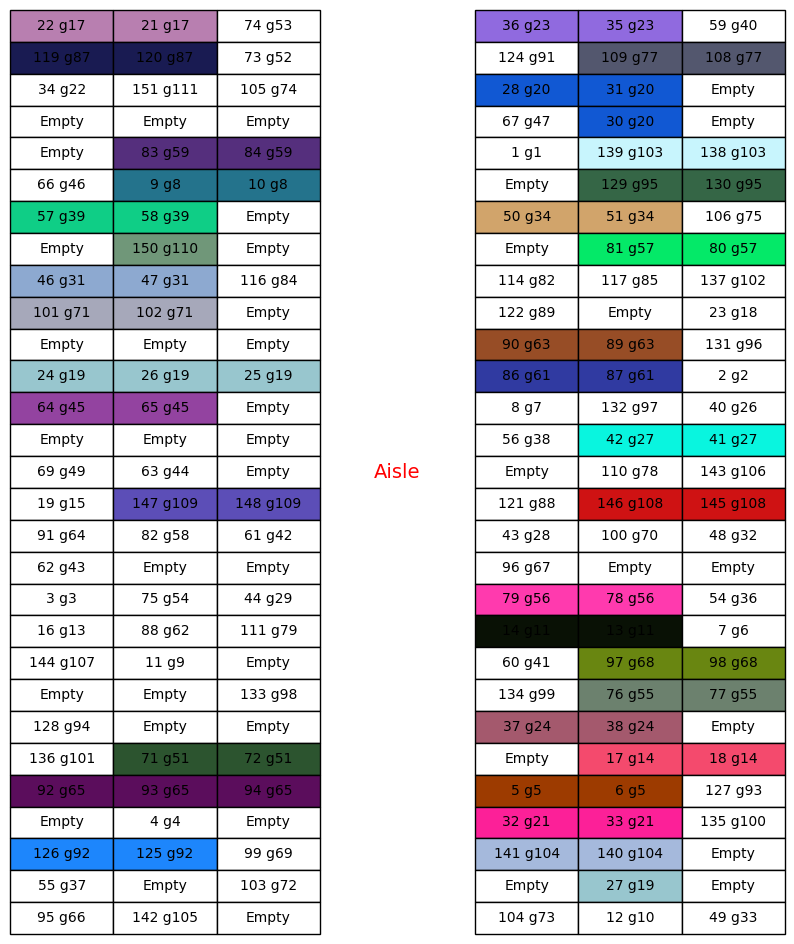 22 g17 21 g17 74 g53 36 g23 35 g23 59 g40
119 g87 120 g87 73 g52 124 g91 109 g77 108 g77
34 g22 151 g111 105 g74 28 g20 31 g20 Empty
Empty Empty Empty 67 g47 30 g20 Empty
Empty 83 g59 84 g59 1 g1 139 g103 138 g103
66 g46 9 g8 10 g8 Empty 129 g95 130 g95
57 g39 58 g39 Empty 50 g34 51 g34 106 g75
Empty 150 g110 Empty Empty 81 g57 80 g57
46 g31 47 g31 116 g84 114 g82 117 g85 137 g102
101 g71 102 g71 Empty 122 g89 Empty 23 g18
Empty Empty Empty 90 g63 89 g63 131 g96
24 g19 26 g19 25 g19 86 g61 87 g61 2 g2
64 g45 65 g45 Empty 8 g7 132 g97 40 g26
Empty Empty Empty 56 g38 42 g27 41 g27
69 g49 63 g44 Empty Aisle Empty 110 g78 143 g106
19 g15 147 g109 148 g109 121 g88 146 g108 145 g108
91 g64 82 g58 61 g42 43 g28 100 g70 48 g32
62 g43 Empty Empty 96 g67 Empty Empty
3 g3 75 g54 44 g29 79 g56 78 g56 54 g36
16 g13 88 g62 111 g79 14 g11 13 g11 7 g6
144 g107 11 g9 Empty 60 g41 97 g68 98 g68
Empty Empty 133 g98 134 g99 76 g55 77 g55
128 g94 Empty Empty 37 g24 38 g24 Empty
136 g101 71 g51 72 g51 Empty 17 g14 18 g14
92 g65 93 g65 94 g65 5 g5 6 g5 127 g93
Empty 4 g4 Empty 32 g21 33 g21 135 g100
126 g92 125 g92 99 g69 141 g104 140 g104 Empty
55 g37 Empty 103 g72 Empty 27 g19 Empty
95 g66 142 g105 Empty 104 g73 12 g10 49 g33